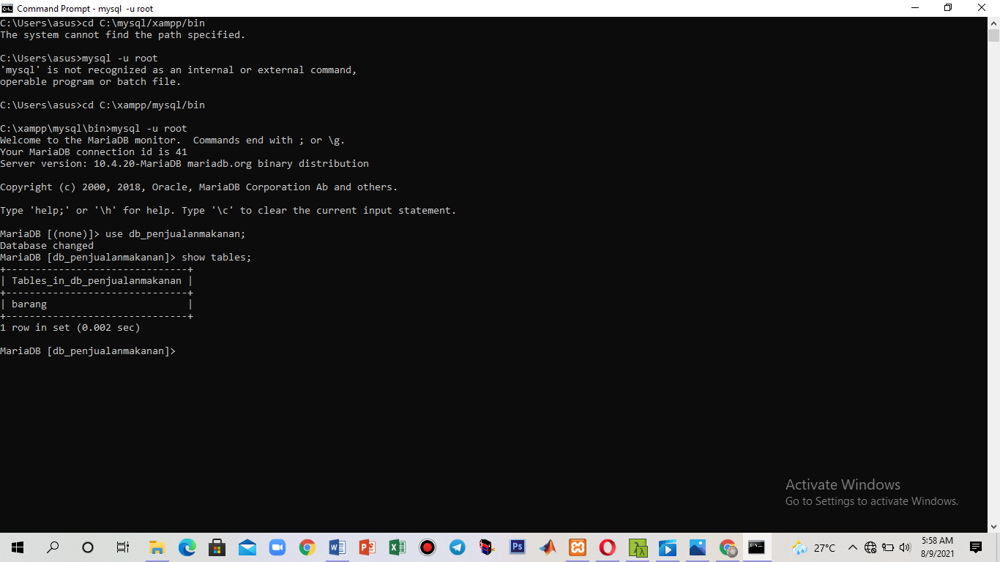 Command Prompt - mysql  -u root
C:\Users\asus>cd C:\mysql/xampp/bin
The system cannot find the path specified.
C:\Users\asus>mysql -u root
'mysql' is not recognized as an internal or external command,
operable program or batch file.
C:\Users\asus>cd C:\xampp/mysql/bin
C:\xampp\mysql\bin>mysql -u root
Welcome to the MariaDB monitor.  Commands end with ; or \g.
Your MariaDB connection id is 41
Server version: 10.4.20-MariaDB mariadb.org binary distribution
Copyright (c) 2000, 2018, Oracle, MariaDB Corporation Ab and others.
Type 'help;' or '\h' for help. Type '\c' to clear the current input statement.
MariaDB [(none)]> use db_penjualanmakanan;
Database changed
MariaDB [db_penjualanmakanan]> show tables;
+-------------------------------+
| Tables_in_db_penjualanmakanan |
+-------------------------------+
| barang                        |
+-------------------------------+
1 row in set (0.002 sec)
MariaDB [db_penjualanmakanan]>
Activate Windows
Go to Settings to activate Windows.
Ps
27°C
5:58 AM
8/9/2021